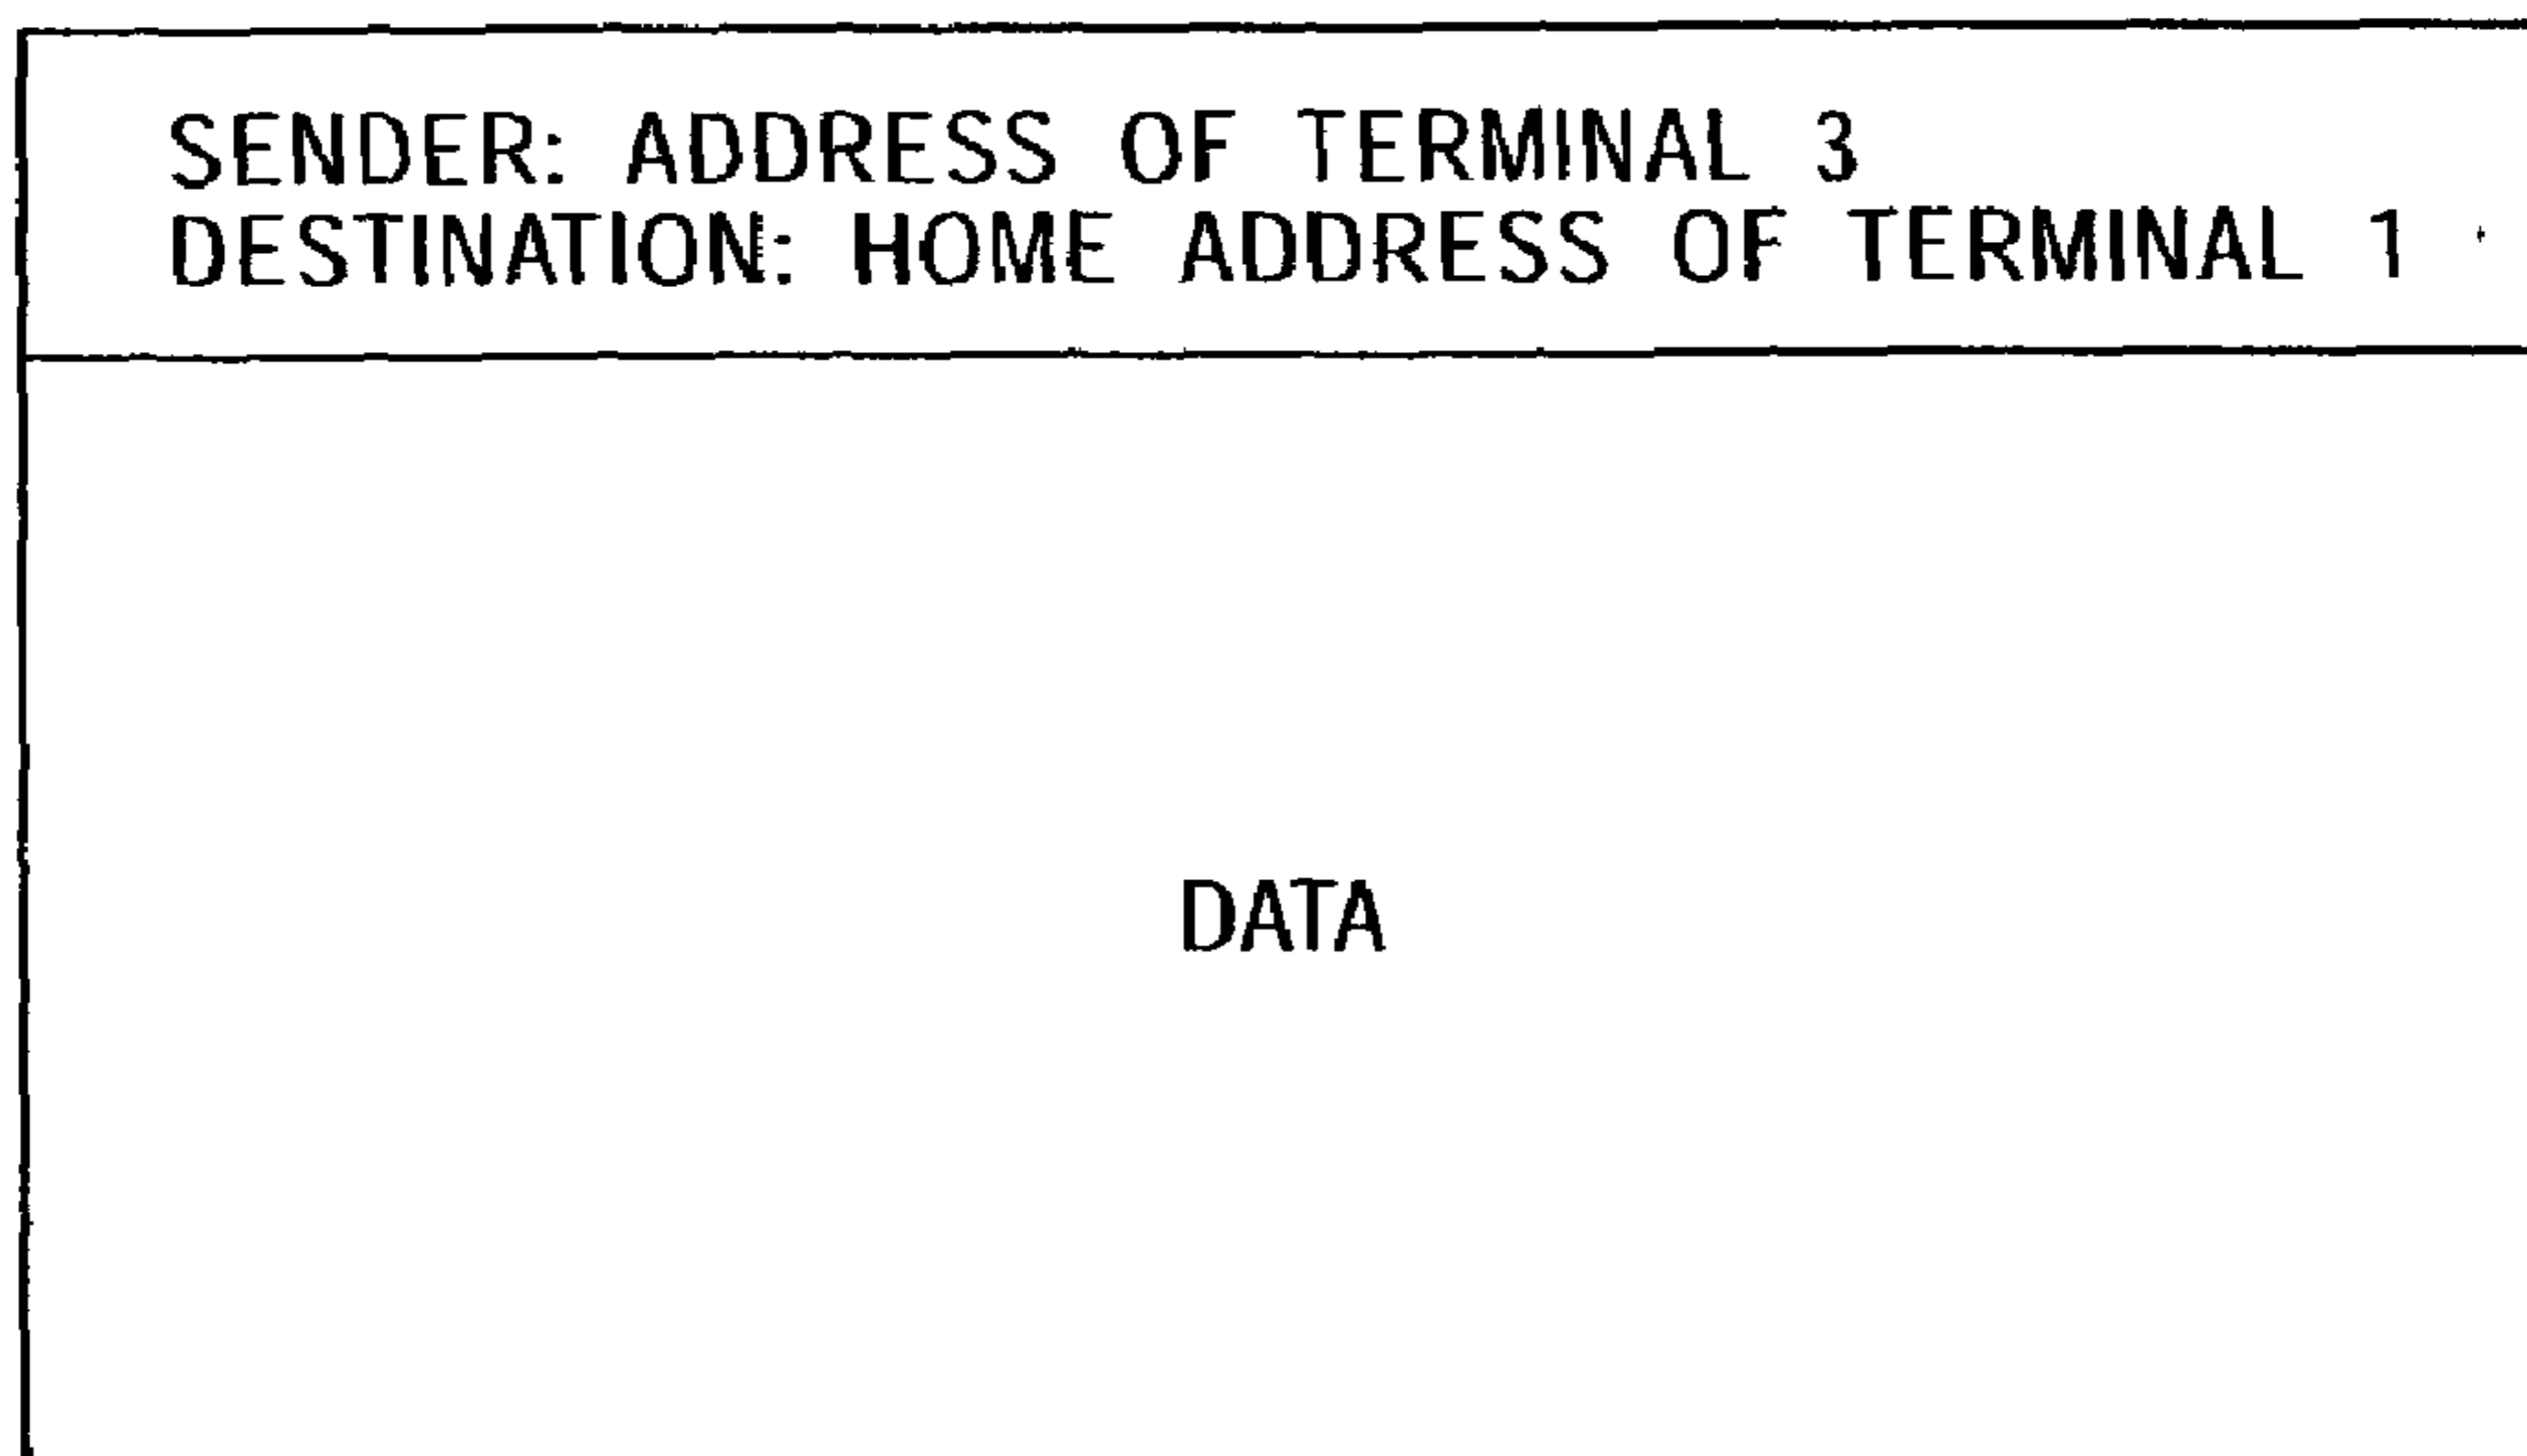 SENDER: ADDRESS OF TERMINAL 3
DESTINATION: HOME ADDRESS OF TERMINAL 1
DATA